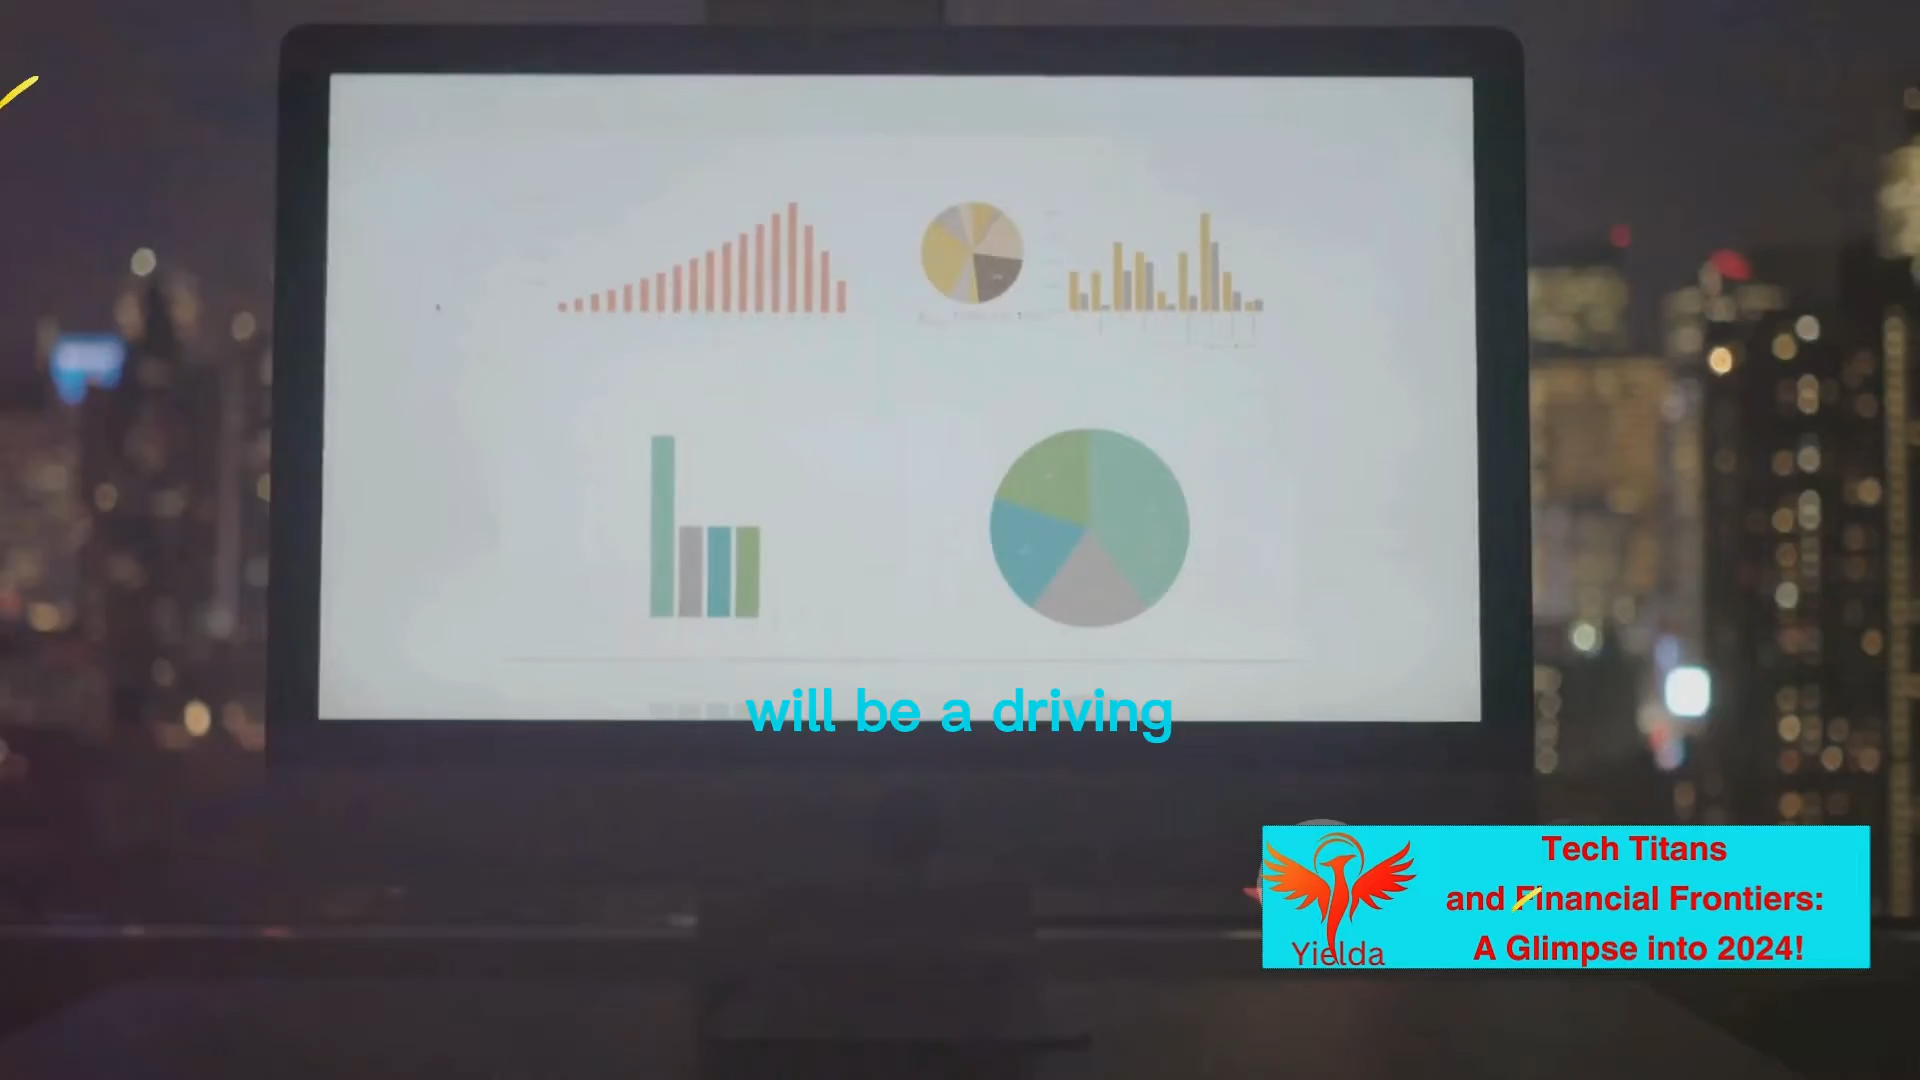 will be a driving
Tech Titans
and Financial Frontiers:
A Glimpse into 2024!
Yielda